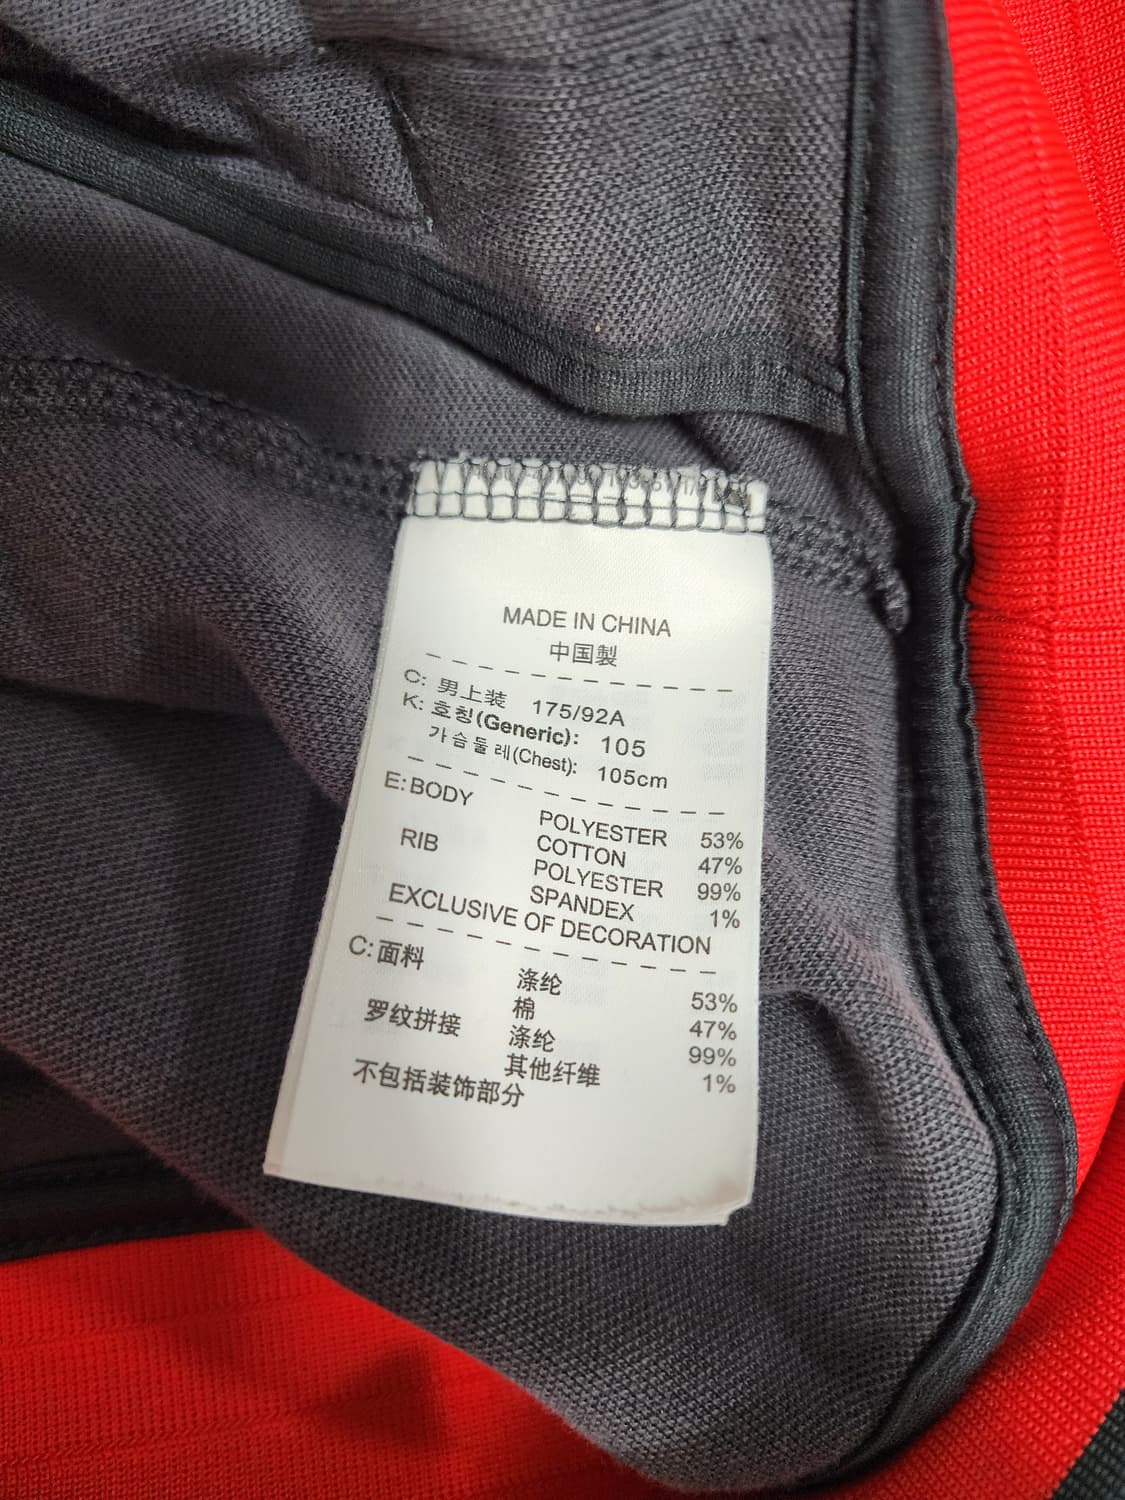 MADE IN CHINA
中国製
C: 男上装 175/92A
K: 호칭(Generic): 105
가슴둘레(Chest): 105cm
E: BODY POLYESTER 53%
COTTON 47%
RIB POLYESTER 99%
SPANDEX 1%
EXCLUSIVE OF DECORATION
C: 面料 涤纶 53%
棉 47%
罗纹拼接 涤纶 99%
其他纤维 1%
不包括装饰部分